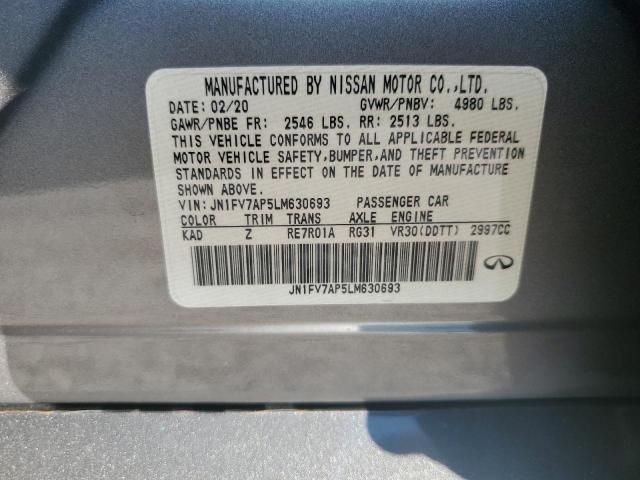 MANUFACTURED BY NISSAN MOTOR CO.,LTD.
DATE: 02/20 GVWR/PNBV: 4980 LBS.
GAWR/PNBE FR: 2546 LBS. RR: 2513 LBS.
THIS VEHICLE CONFORMS TO ALL APPLICABLE FEDERAL
MOTOR VEHICLE SAFETY,BUMPER,AND THEFT PREVENTION
STANDARDS IN EFFECT ON THE DATE OF MANUFACTURE
SHOWN ABOVE.
VIN: JN1FV7AP5LM630693 PASSENGER CAR
COLOR TRIM TRANS AXLE ENGINE
KAD Z RE7R01A RG31 VR30(DDTT) 2997CC
JN1FV7AP5LM630693